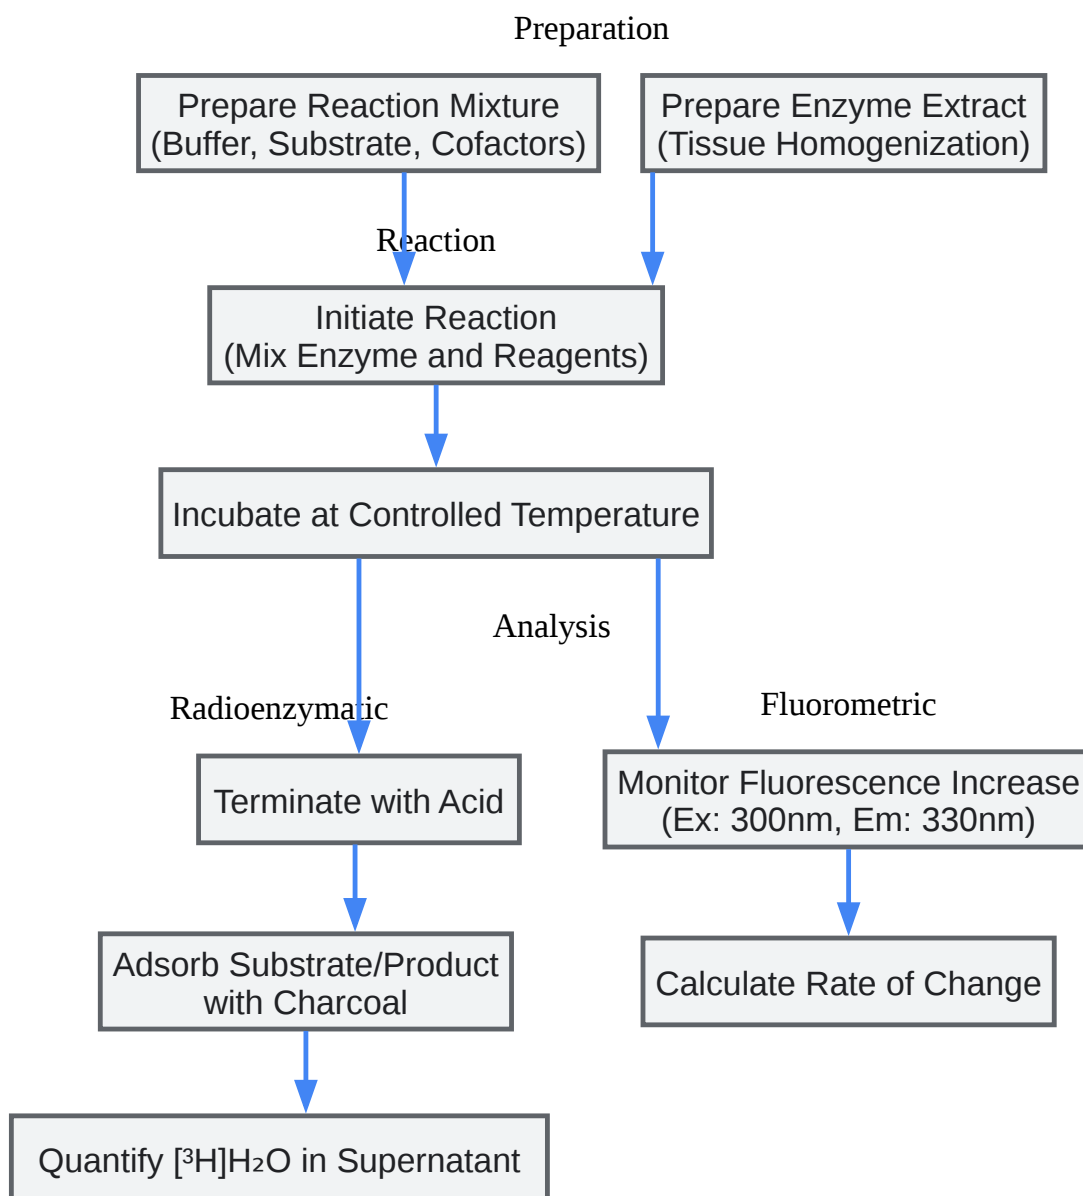 Preparation
Prepare Reaction Mixture
(Buffer, Substrate, Cofactors)
Prepare Enzyme Extract
(Tissue Homogenization)
Reaction
Initiate Reaction
(Mix Enzyme and Reagents)
Incubate at Controlled Temperature
Analysis
Radioenzymatic
Terminate with Acid
Adsorb Substrate/Product
with Charcoal
Quantify [³H]H₂O in Supernatant
Fluorometric
Monitor Fluorescence Increase
(Ex: 300nm, Em: 330nm)
Calculate Rate of Change